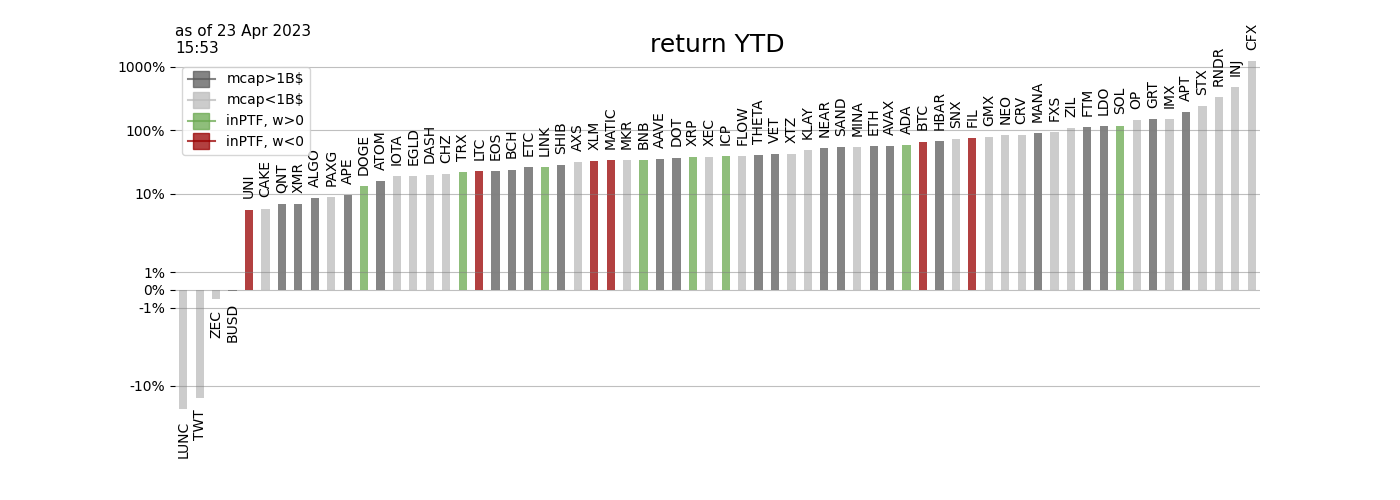 as of 23 Apr 2023
15:53
return YTD
1000%
100%
10%
1%
0%
-1%
-10%
mcap>1B$
mcap<1B$
inPTF, w>0
inPTF, w<0
LUNC
TWT
ZEC
BUSD
UNI
CAKE
QNT
XMR
ALGO
PAXG
APE
DOGE
ATOM
IOTA
EGLD
DASH
CHZ
TRX
LTC
EOS
BCH
ETC
LINK
SHIB
AXS
XLM
MATIC
MKR
BNB
AAVE
DOT
XRP
XEC
ICP
FLOW
THETA
VET
XTZ
KLAY
NEAR
SAND
MINA
ETH
AVAX
ADA
BTC
HBAR
SNX
FIL
GMX
NEO
CRV
MANA
FXS
ZIL
FTM
LDO
SOL
OP
GRT
IMX
APT
STX
RNDR
INJ
CFX